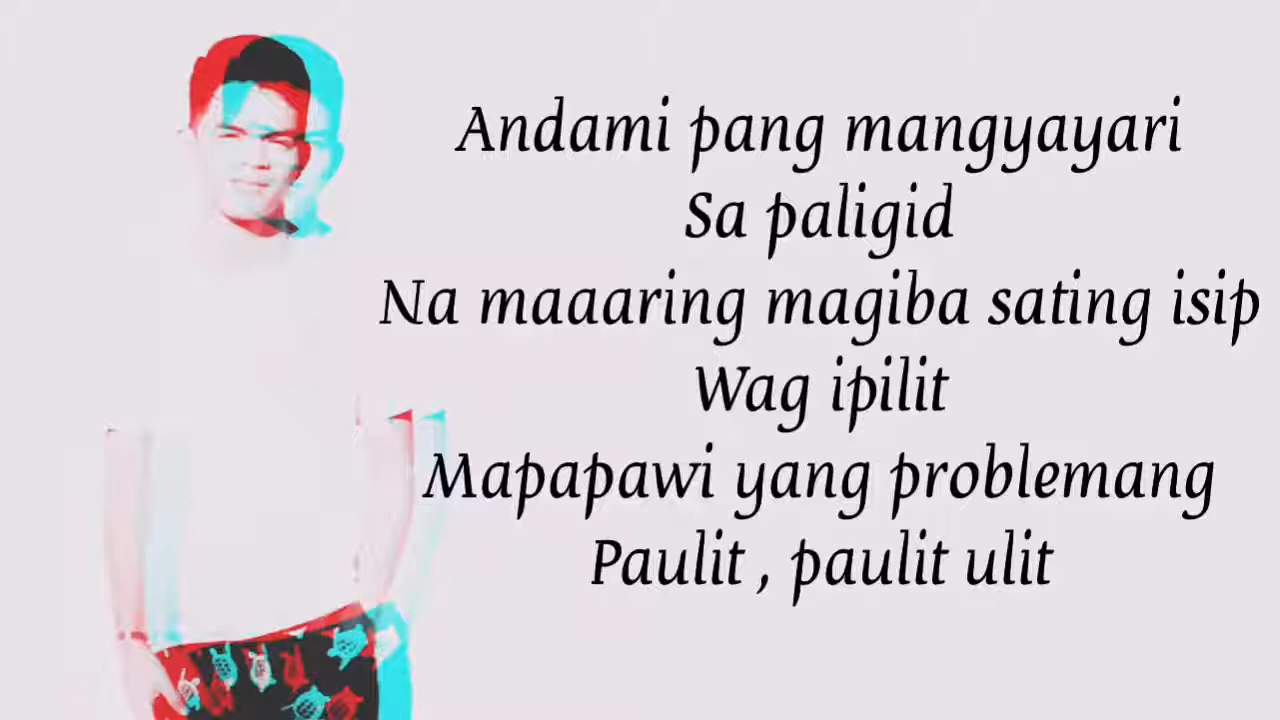 Andami pang mangyayari
Sa paligid
Na maaaring magiba sating isip
Wag ipilit
Mapapawi yang problemang
Paulit , paulit ulit